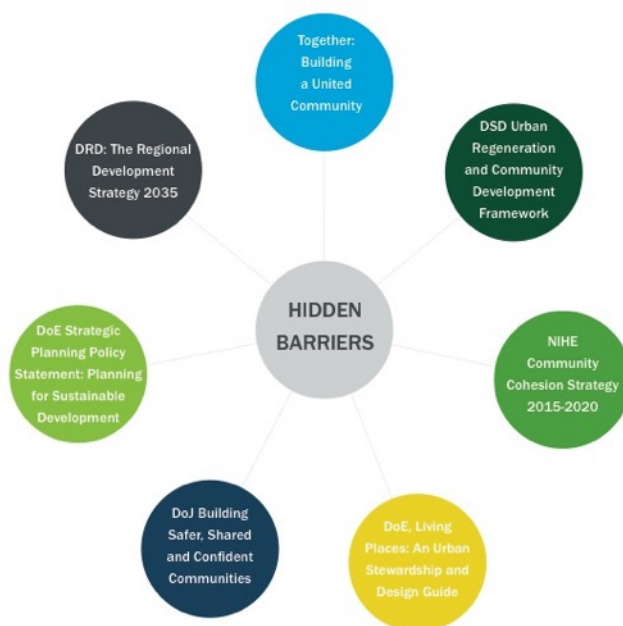 Together:
Building
a United
Community
DSD Urban
Regeneration
and Community
Development
Framework
NIHE
Community
Cohesion Strategy
2015-2020
DoE, Living
Places: An Urban
Stewardship and
Design Guide
DoJ Building
Safer, Shared
and Confident
Communities
DoE Strategic
Planning Policy
Statement: Planning
for Sustainable
Development
DRD: The Regional
Development
Strategy 2035
HIDDEN
BARRIERS